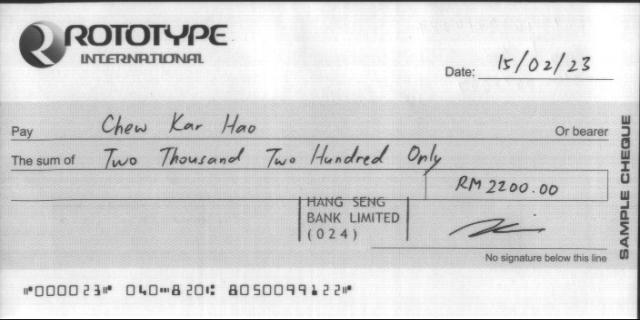 ROTOTYPE
INTERNATIONAL
Date: 15/02/23
Pay Chew Kar Hao Or bearer
The sum of Two Thousand Two Hundred Only
RM 2200.00
HANG SENG
BANK LIMITED
(024)
No signature below this line
SAMPLE CHEQUE
⑈000023⑈ 040⑉820⑆ 8050099122⑈